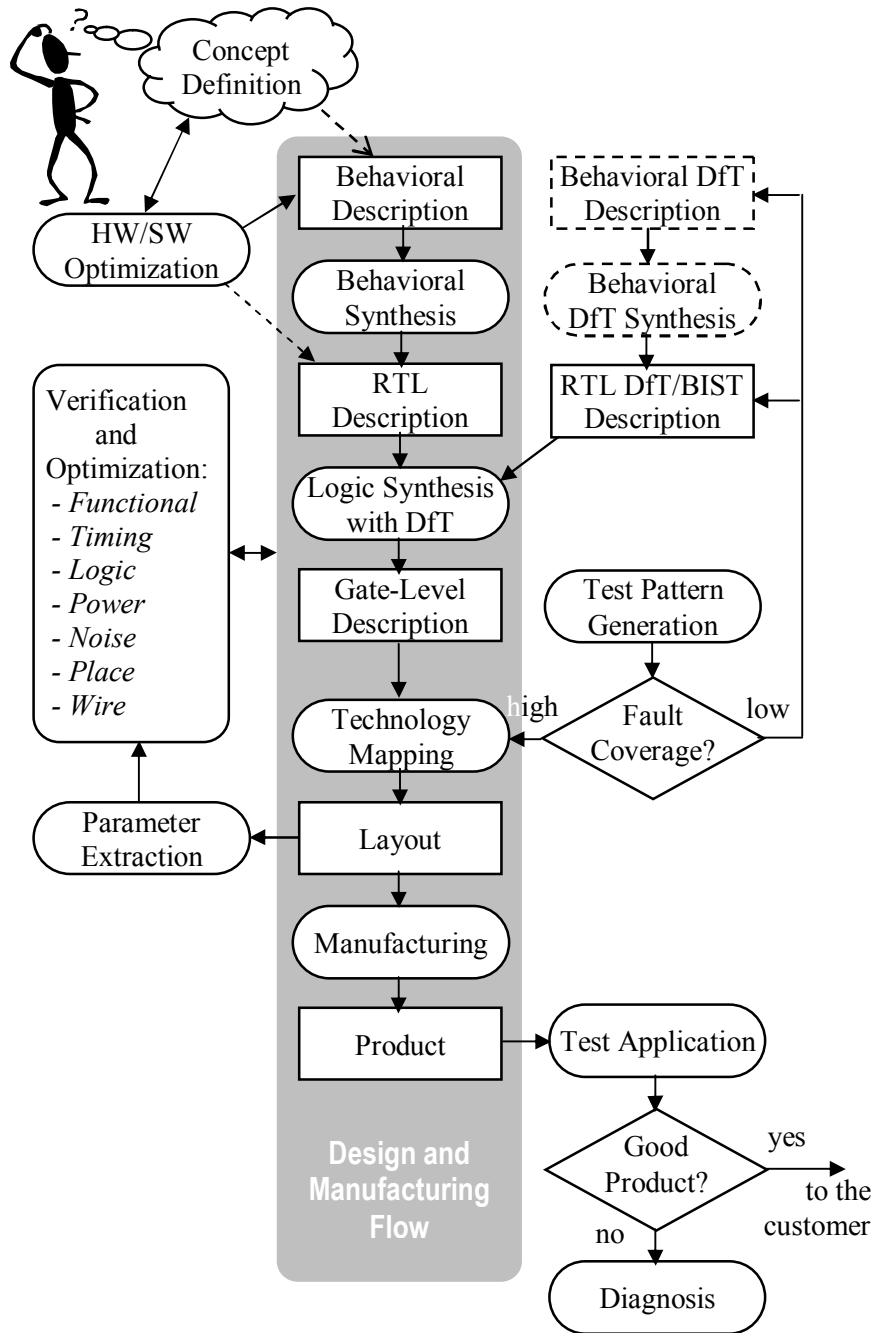 ?
Concept
Definition
Behavioral
Description
Behavioral DfT
Description
HW/SW
Optimization
Behavioral
Synthesis
Behavioral
DfT Synthesis
Verification
and
Optimization:
- Functional
- Timing
- Logic
- Power
- Noise
- Place
- Wire
RTL
Description
RTL DfT/BIST
Description
Logic Synthesis
with DfT
Gate-Level
Description
Test Pattern
Generation
Technology
Mapping
high
Fault
Coverage?
low
Parameter
Extraction
Layout
Manufacturing
Product
Test Application
Design and
Manufacturing
Flow
Good
Product?
yes
to the
customer
no
Diagnosis